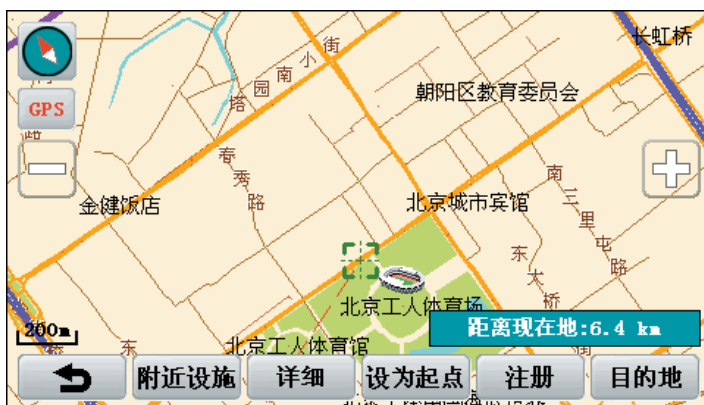 长虹桥
小街
园南
塔
朝阳区教育委员会
GPS
春秀路
金健饭店
北京城市宾馆
南三里屯路
东大桥
北京工人体育场
200m
距离现在地:6.4 km
东
北京工人体育馆
附近设施
详细
设为起点
注册
目的地